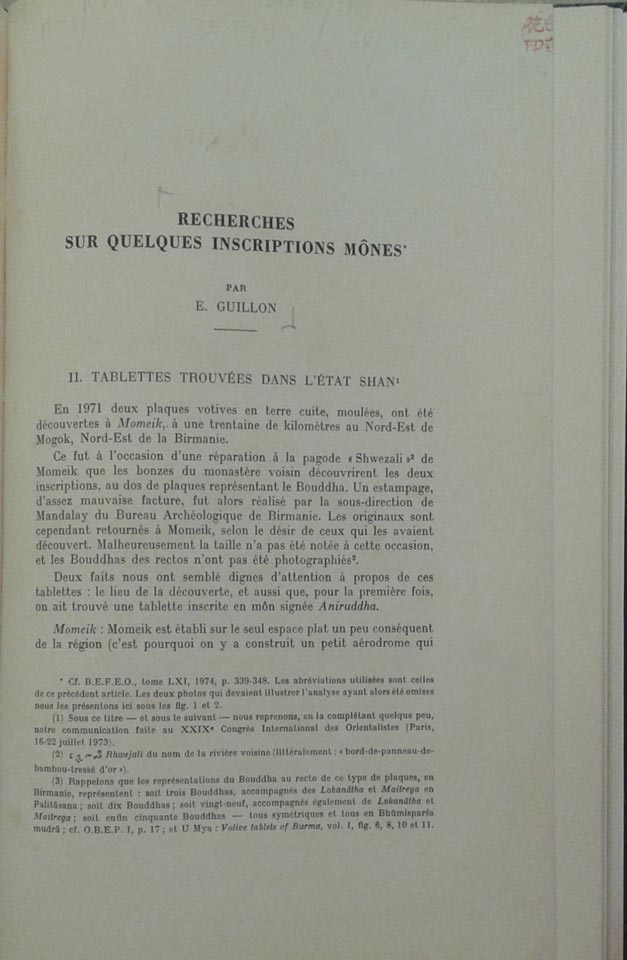 RECHERCHES
SUR QUELQUES INSCRIPTIONS MÔNES*
PAR
E. GUILLON
II. TABLETTES TROUVÉES DANS L'ÉTAT SHAN¹
En 1971 deux plaques votives en terre cuite, moulées, ont été
découvertes à Momeik, à une trentaine de kilomètres au Nord-Est de
Mogok, Nord-Est de la Birmanie.
Ce fut à l'occasion d'une réparation à la pagode « Shwezali »² de
Momeik que les bonzes du monastère voisin découvrirent les deux
inscriptions, au dos de plaques représentant le Bouddha. Un estampage,
d'assez mauvaise facture, fut alors réalisé par la sous-direction de
Mandalay du Bureau Archéologique de Birmanie. Les originaux sont
cependant retournés à Momeik, selon le désir de ceux qui les avaient
découvert. Malheureusement la taille n'a pas été notée à cette occasion,
et les Bouddhas des rectos n'ont pas été photographiés³.
Deux faits nous ont semblé dignes d'attention à propos de ces
tablettes : le lieu de la découverte, et aussi que, pour la première fois,
on ait trouvé une tablette inscrite en môn signée Aniruddha.
Momeik : Momeik est établi sur le seul espace plat un peu conséquent
de la région (c'est pourquoi on y a construit un petit aérodrome qui
* Cf. B.E.F.E.O., tome LXI, 1974, p. 339-348. Les abréviations utilisées sont celles
de ce précédent article. Les deux photos qui devaient illustrer l'analyse ayant alors été omises
nous les présentons ici sous les fig. 1 et 2.
(1) Sous ce titre — et sous le suivant — nous reprenons, en la complétant quelque peu,
notre communication faite au XXIXe Congrès International des Orientalistes (Paris,
16-22 juillet 1973).
(2) Rhwejali du nom de la rivière voisine (littéralement : « bord-de-panneau-de-
bambou-tressé d'or »).
(3) Rappelons que les représentations du Bouddha au recto de ce type de plaques, en
Birmanie, représentent : soit trois Bouddhas, accompagnés des Lokanātha et Maitreya en
Palitāsana ; soit dix Bouddhas ; soit vingt-neuf, accompagnés également de Lokanātha et
Maitreya ; soit enfin cinquante Bouddhas — tous symétriques et tous en Bhūmisparśa
mudrā ; cf. O.B.E.P. I, p. 17 ; et U Mya : Votive tablets of Burma, vol. I, fig. 6, 8, 10 et 11.